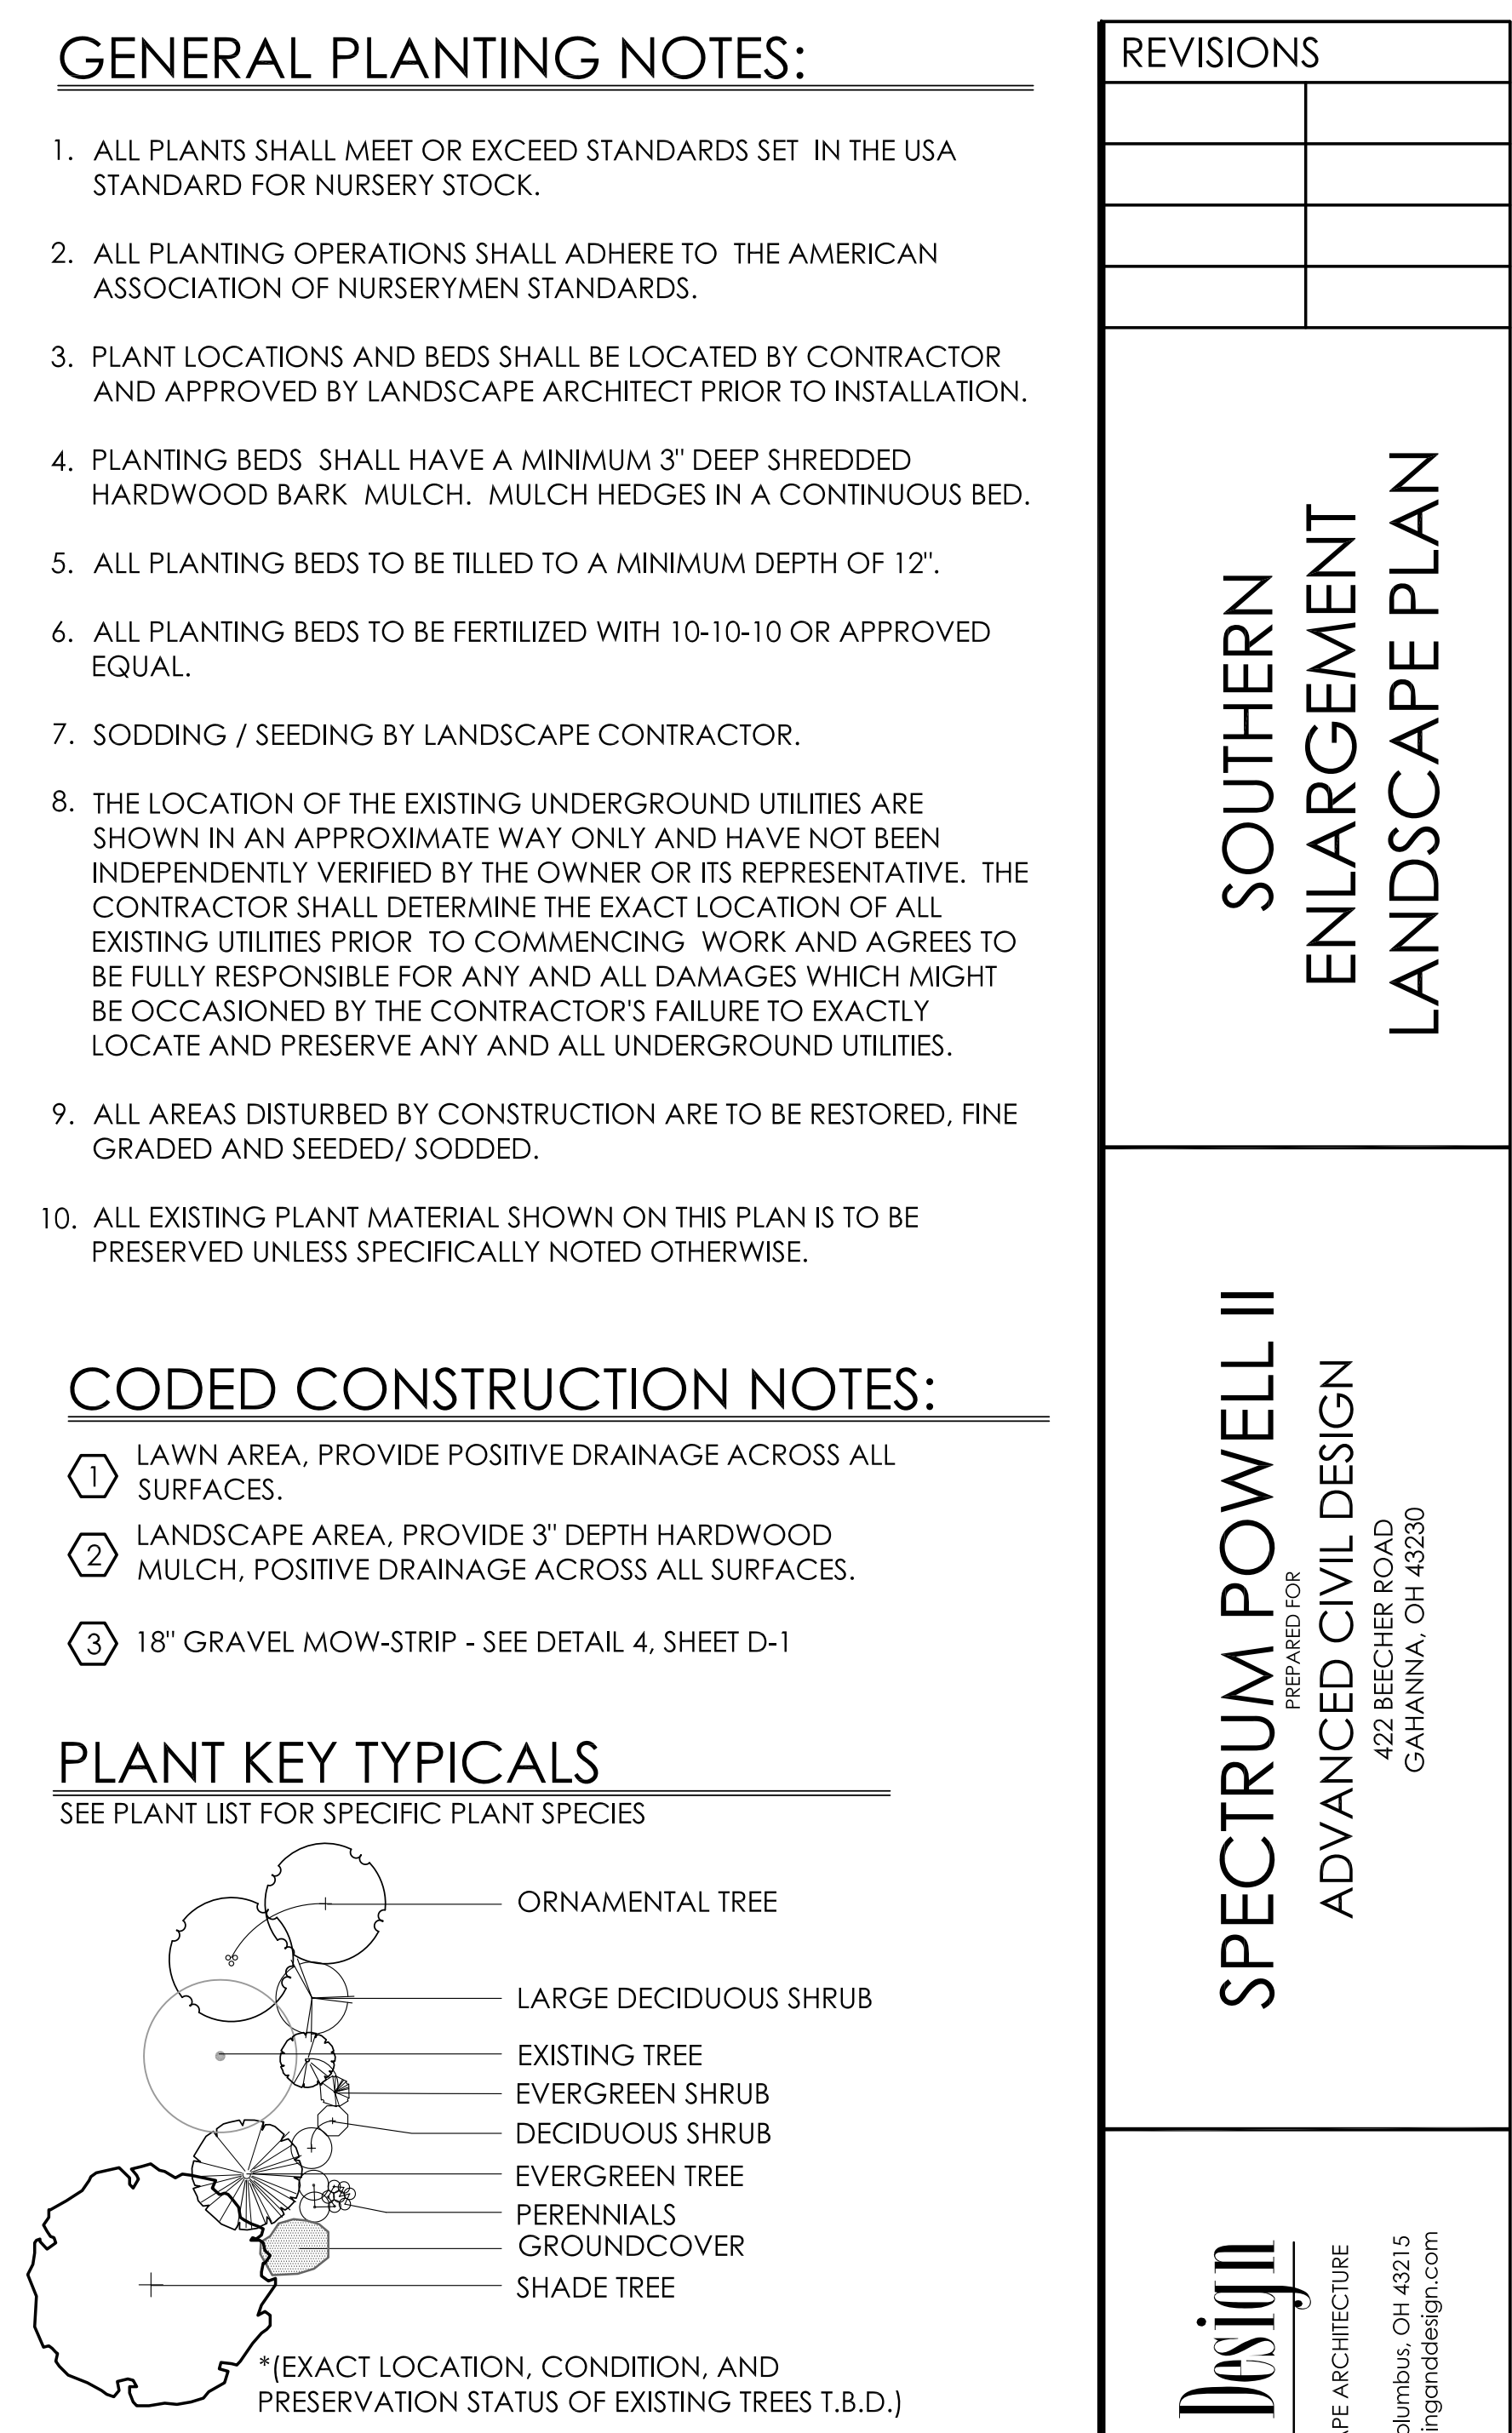 GENERAL PLANTING NOTES:
1. ALL PLANTS SHALL MEET OR EXCEED STANDARDS SET IN THE USA
STANDARD FOR NURSERY STOCK.
2. ALL PLANTING OPERATIONS SHALL ADHERE TO THE AMERICAN
ASSOCIATION OF NURSERYMEN STANDARDS.
3. PLANT LOCATIONS AND BEDS SHALL BE LOCATED BY CONTRACTOR
AND APPROVED BY LANDSCAPE ARCHITECT PRIOR TO INSTALLATION.
4. PLANTING BEDS SHALL HAVE A MINIMUM 3" DEEP SHREDDED
HARDWOOD BARK MULCH. MULCH HEDGES IN A CONTINUOUS BED.
5. ALL PLANTING BEDS TO BE TILLED TO A MINIMUM DEPTH OF 12".
6. ALL PLANTING BEDS TO BE FERTILIZED WITH 10-10-10 OR APPROVED
EQUAL.
7. SODDING / SEEDING BY LANDSCAPE CONTRACTOR.
8. THE LOCATION OF THE EXISTING UNDERGROUND UTILITIES ARE
SHOWN IN AN APPROXIMATE WAY ONLY AND HAVE NOT BEEN
INDEPENDENTLY VERIFIED BY THE OWNER OR ITS REPRESENTATIVE. THE
CONTRACTOR SHALL DETERMINE THE EXACT LOCATION OF ALL
EXISTING UTILITIES PRIOR TO COMMENCING WORK AND AGREES TO
BE FULLY RESPONSIBLE FOR ANY AND ALL DAMAGES WHICH MIGHT
BE OCCASIONED BY THE CONTRACTOR'S FAILURE TO EXACTLY
LOCATE AND PRESERVE ANY AND ALL UNDERGROUND UTILITIES.
9. ALL AREAS DISTURBED BY CONSTRUCTION ARE TO BE RESTORED, FINE
GRADED AND SEEDED/ SODDED.
10. ALL EXISTING PLANT MATERIAL SHOWN ON THIS PLAN IS TO BE
PRESERVED UNLESS SPECIFICALLY NOTED OTHERWISE.
CODED CONSTRUCTION NOTES:
1 LAWN AREA, PROVIDE POSITIVE DRAINAGE ACROSS ALL
SURFACES.
2 LANDSCAPE AREA, PROVIDE 3" DEPTH HARDWOOD
MULCH, POSITIVE DRAINAGE ACROSS ALL SURFACES.
3 18" GRAVEL MOW-STRIP - SEE DETAIL 4, SHEET D-1
PLANT KEY TYPICALS
SEE PLANT LIST FOR SPECIFIC PLANT SPECIES
ORNAMENTAL TREE
LARGE DECIDUOUS SHRUB
EXISTING TREE
EVERGREEN SHRUB
DECIDUOUS SHRUB
EVERGREEN TREE
PERENNIALS
GROUNDCOVER
SHADE TREE
*(EXACT LOCATION, CONDITION, AND
PRESERVATION STATUS OF EXISTING TREES T.B.D.)
REVISIONS
SOUTHERN
ENLARGEMENT
LANDSCAPE PLAN
SPECTRUM POWELL II
PREPARED FOR
ADVANCED CIVIL DESIGN
422 BEECHER ROAD
GAHANNA, OH 43230
Design
APE ARCHITECTURE
olumbus, OH 43215
inganddesign.com